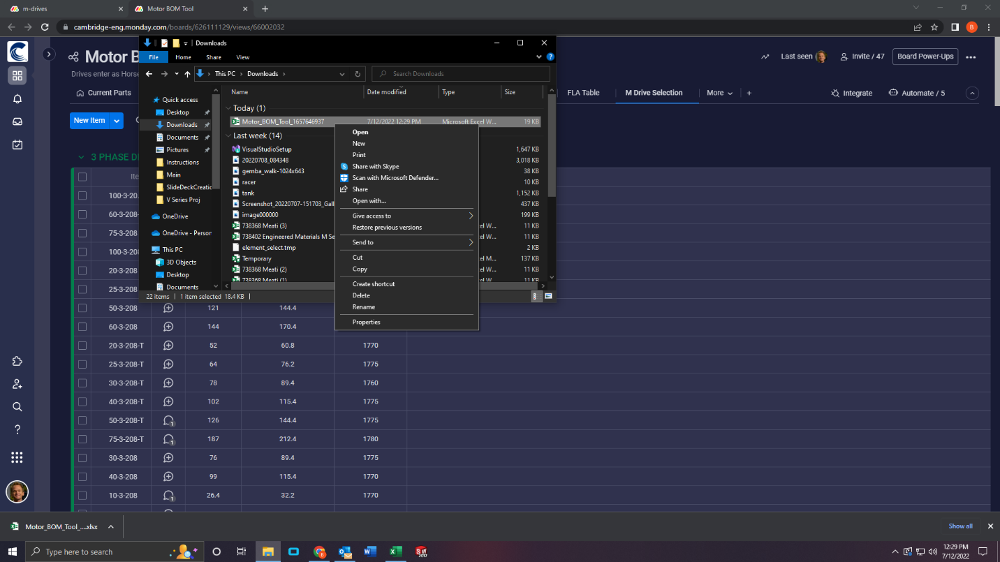 m-drives
Motor BOM Tool
cambridge-eng.monday.com/boards/626111129/views/66002032
B
Motor B
Last seen
Invite / 47
Board Power-Ups
Drives enter as Horse
Current Parts
FLA Table
M Drive Selection
More
Integrate
Automate / 5
New Item
3 PHASE D
Ite
100-3-20
60-3-208-
75-3-208
100-3-208
20-3-208
25-3-208
50-3-208 121 144.4
60-3-208 144 170.4
20-3-208-T 52 60.8 1770
25-3-208-T 64 76.2 1775
30-3-208-T 78 89.4 1760
40-3-208-T 102 115.4 1775
50-3-208-T 1 126 144.4 1775
75-3-208-T 1 187 212.4 1780
30-3-208 76 89.4 1775
40-3-208 99 115.4 1770
10-3-208 1 26.4 32.2 1770
Downloads
File Home Share View
This PC > Downloads >
Search Downloads
Name Date modified Type Size
Quick access
Desktop
Downloads
Documents
Pictures
Instructions
Main
SlideDeckCreatio
V Series Proj
OneDrive
OneDrive - Person
This PC
3D Objects
Desktop
Documents
Today (1)
Motor_BOM_Tool_1657646937 7/12/2022 12:29 PM Microsoft Excel W... 19 KB
Last week (14)
VisualStudioSetup 1,647 KB
20220708_084348 3,018 KB
gemba_walk-1024x643 38 KB
racer 10 KB
tank 1,152 KB
Screenshot_20220707-151703_Gall 437 KB
image000000 199 KB
738368 Meati (3) el W... 11 KB
738402 Engineered Materials M Se el W... 11 KB
element_select.tmp 2 KB
Temporary el M... 137 KB
738368 Meati (2) el W... 11 KB
738368 Meati (1) el W... 11 KB
22 items 1 item selected 18.4 KB
Open
New
Print
Share with Skype
Scan with Microsoft Defender...
Share
Open with...
Give access to
Restore previous versions
Send to
Cut
Copy
Create shortcut
Delete
Rename
Properties
Motor_BOM_Tool_....xlsx
Show all
Type here to search
12:29 PM
7/12/2022